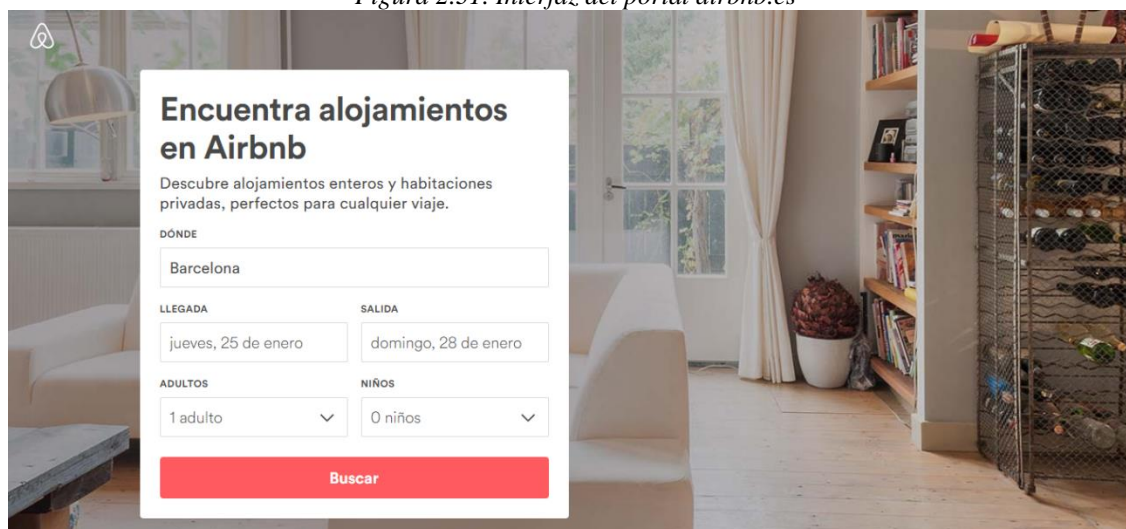 Figura 2.31. Interfaz del portal airbnb.es
Encuentra alojamientos
en Airbnb
Descubre alojamientos enteros y habitaciones
privadas, perfectos para cualquier viaje.
DÓNDE
Barcelona
LLEGADA SALIDA
jueves, 25 de enero domingo, 28 de enero
ADULTOS NIÑOS
1 adulto 0 niños
Buscar